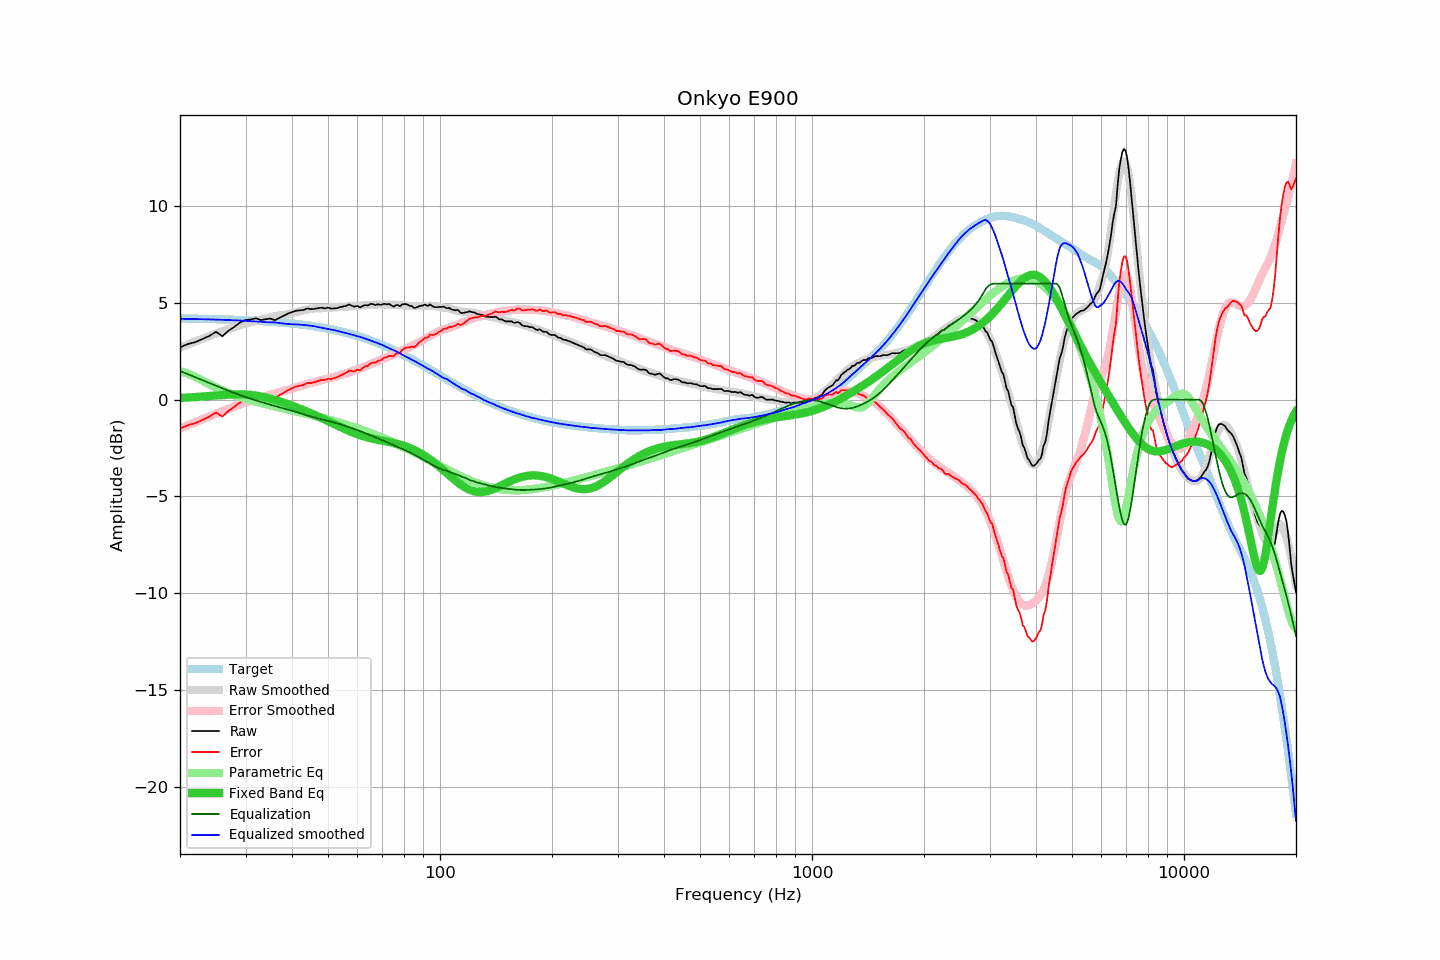 Onkyo E900
Amplitude (dBr)
10
5
0
−5
−10
−15
−20
Target
Raw Smoothed
Error Smoothed
Raw
Error
Parametric Eq
Fixed Band Eq
Equalization
Equalized smoothed
100
1000
10000
Frequency (Hz)